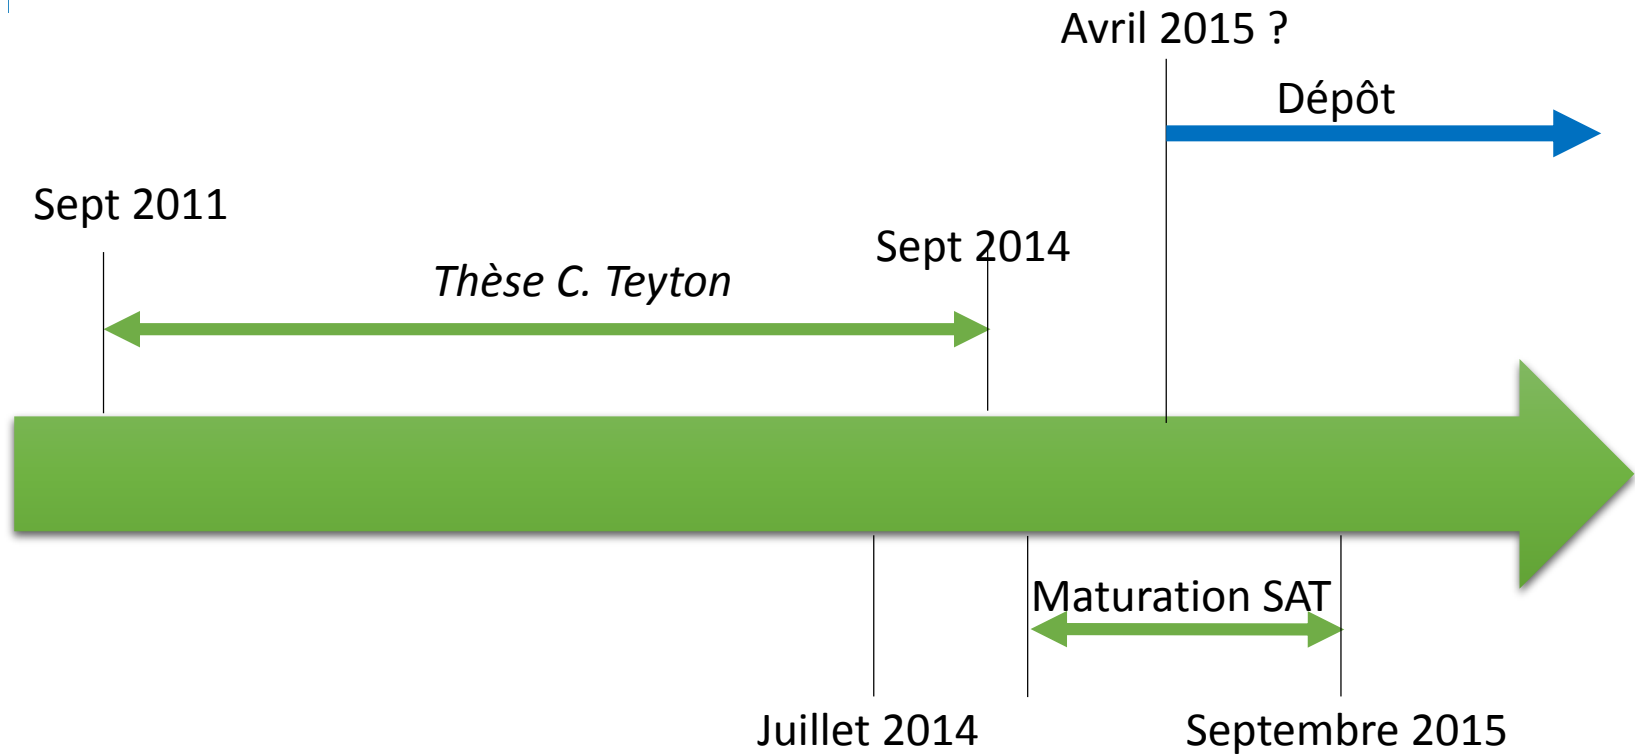 Avril 2015 ?
Dépôt
Sept 2011
Sept 2014
Thèse C. Teyton
Maturation SAT
Juillet 2014
Septembre 2015